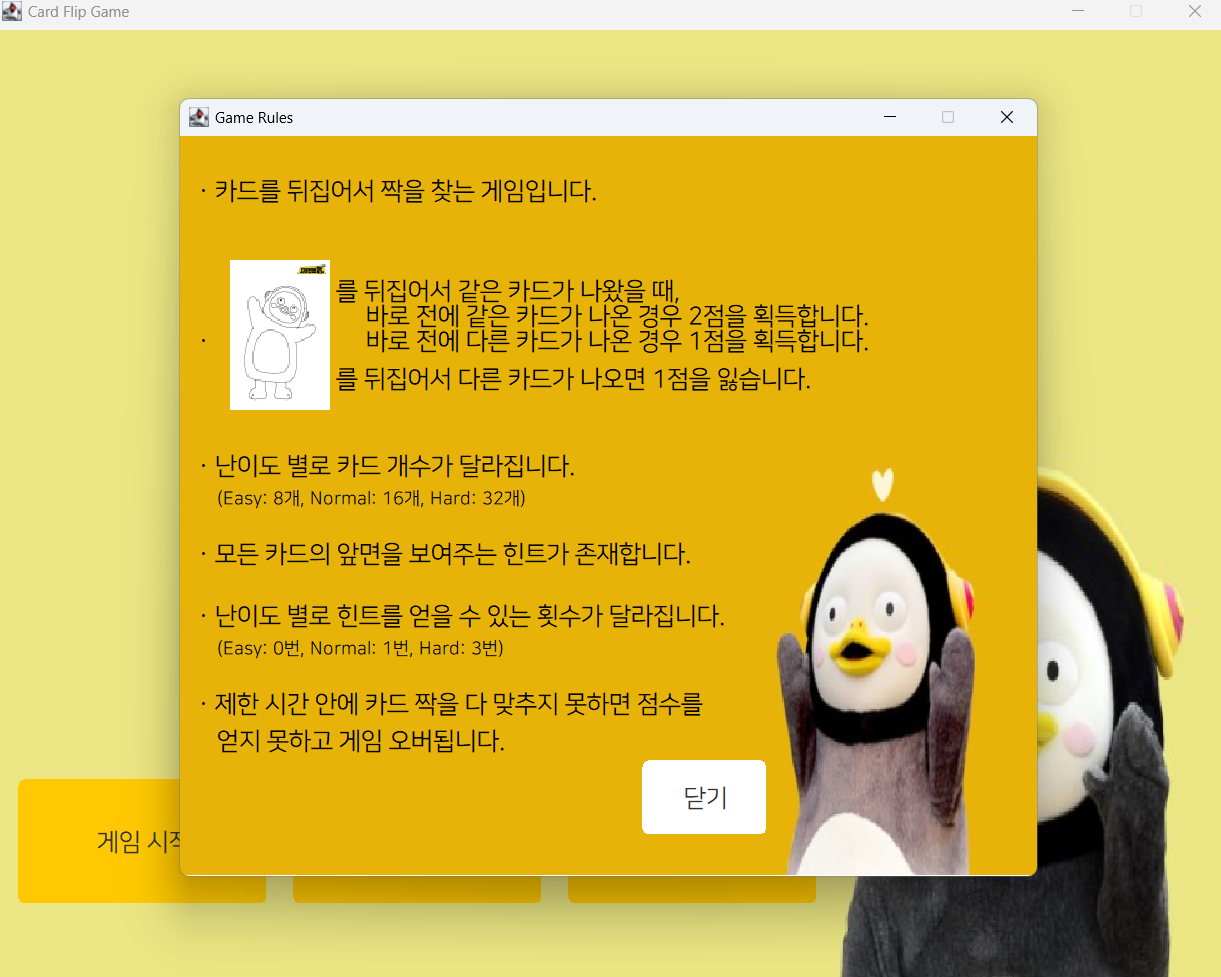 Card Flip Game
Game Rules
· 카드를 뒤집어서 짝을 찾는 게임입니다.
를 뒤집어서 같은 카드가 나왔을 때,
바로 전에 같은 카드가 나온 경우 2점을 획득합니다.
· 바로 전에 다른 카드가 나온 경우 1점을 획득합니다.
를 뒤집어서 다른 카드가 나오면 1점을 잃습니다.
· 난이도 별로 카드 개수가 달라집니다.
(Easy: 8개, Normal: 16개, Hard: 32개)
· 모든 카드의 앞면을 보여주는 힌트가 존재합니다.
· 난이도 별로 힌트를 얻을 수 있는 횟수가 달라집니다.
(Easy: 0번, Normal: 1번, Hard: 3번)
· 제한 시간 안에 카드 짝을 다 맞추지 못하면 점수를
얻지 못하고 게임 오버됩니다.
닫기
게임